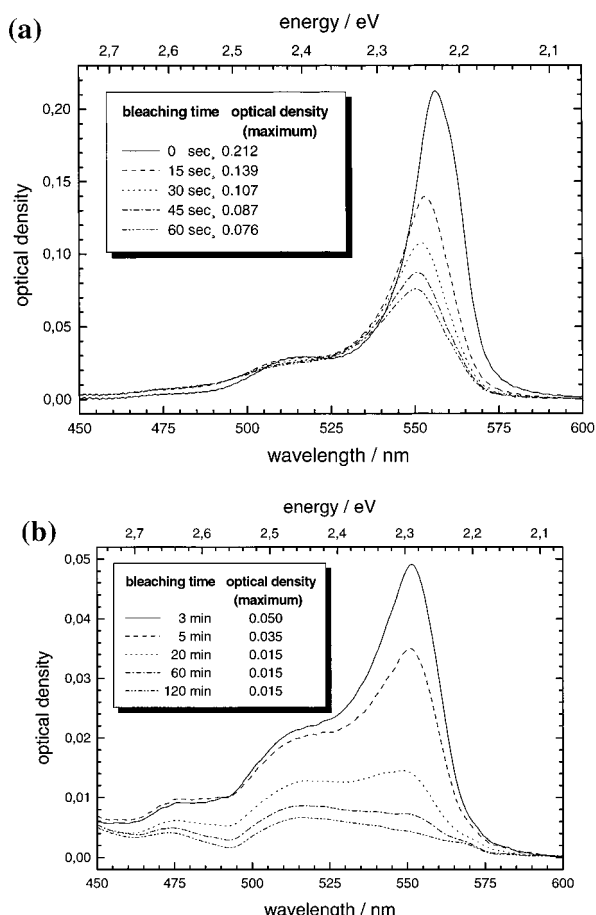 (a)
energy / eV
2,7 2,6 2,5 2,4 2,3 2,2 2,1
bleaching time optical density
(maximum)
0 sec, 0.212
15 sec, 0.139
30 sec, 0.107
45 sec, 0.087
60 sec, 0.076
0,20
0,15
0,10
0,05
0,00
optical density
450 475 500 525 550 575 600
wavelength / nm
(b)
energy / eV
2,7 2,6 2,5 2,4 2,3 2,2 2,1
bleaching time optical density
(maximum)
3 min 0.050
5 min 0.035
20 min 0.015
60 min 0.015
120 min 0.015
0,05
0,04
0,03
0,02
0,01
0,00
optical density
450 475 500 525 550 575 600
wavelength / nm